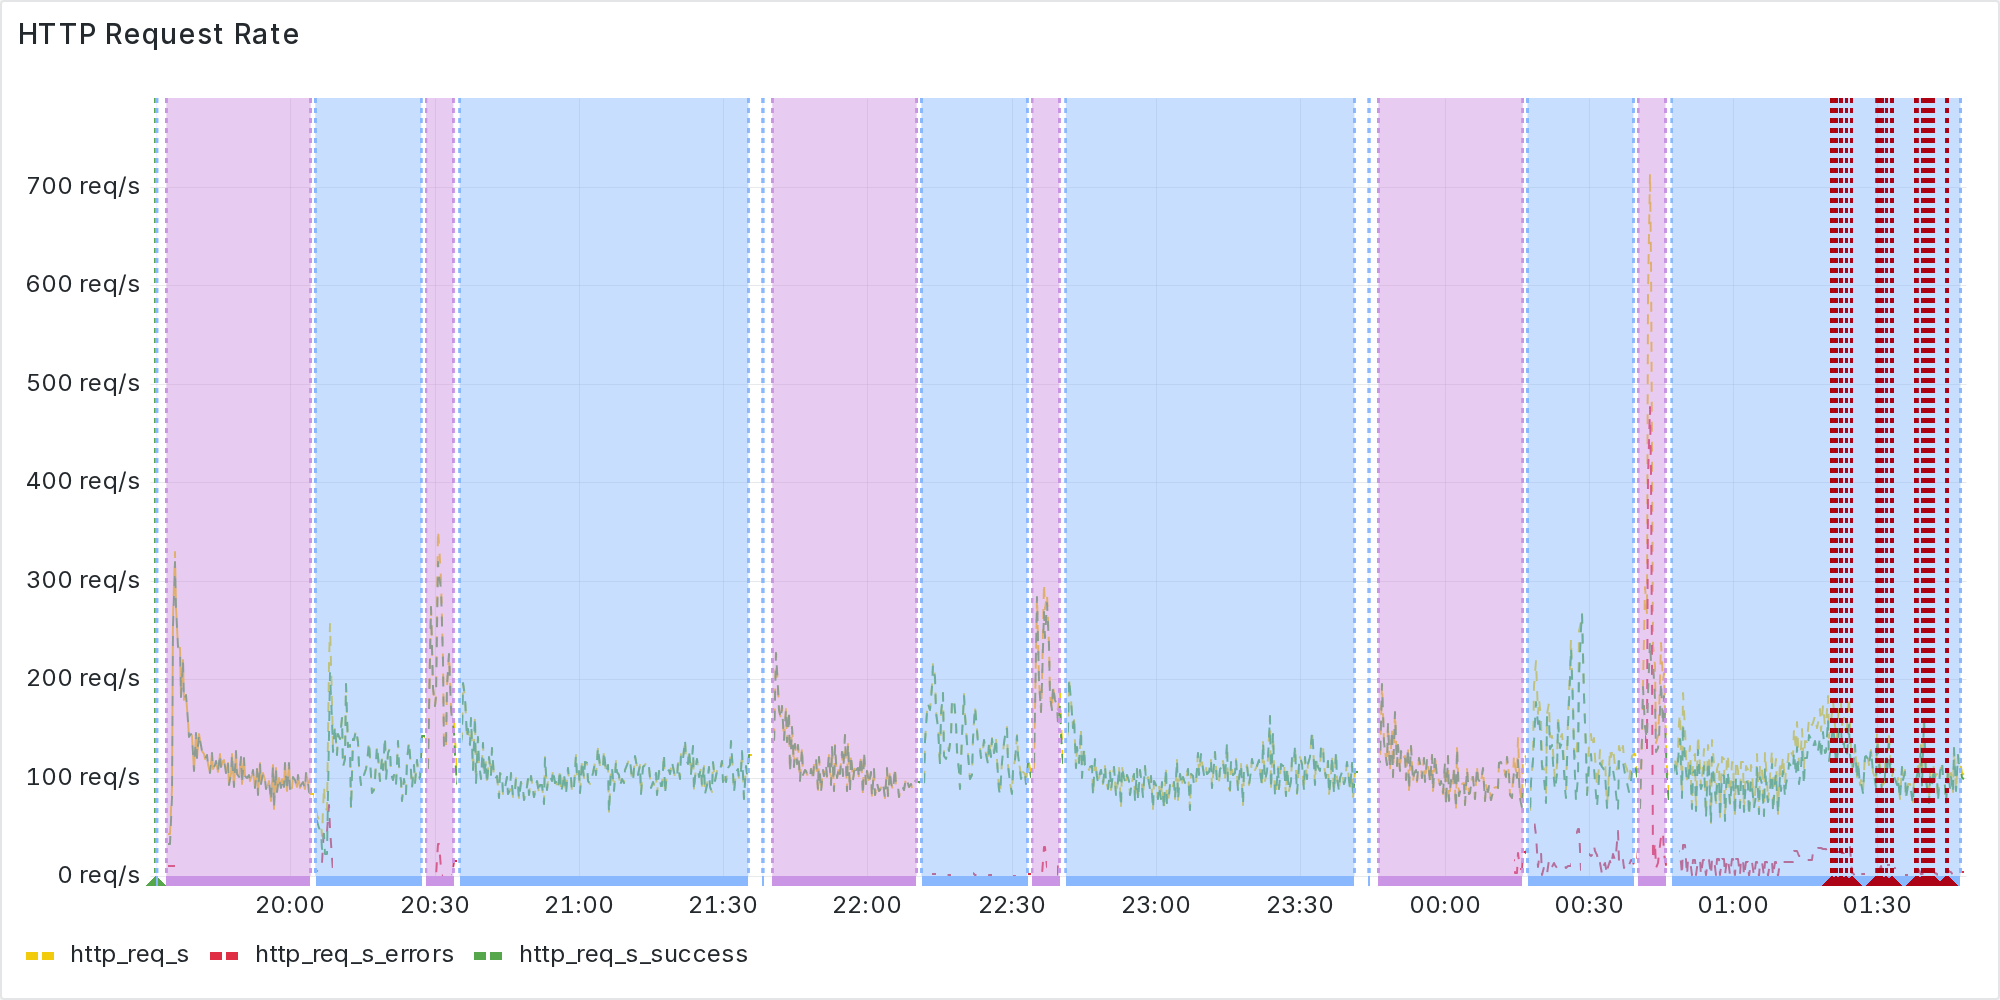 HTTP Request Rate
700 req/s
600 req/s
500 req/s
400 req/s
300 req/s
200 req/s
100 req/s
0 req/s
20:00 20:30 21:00 21:30 22:00 22:30 23:00 23:30 00:00 00:30 01:00 01:30
http_req_s http_req_s_errors http_req_s_success